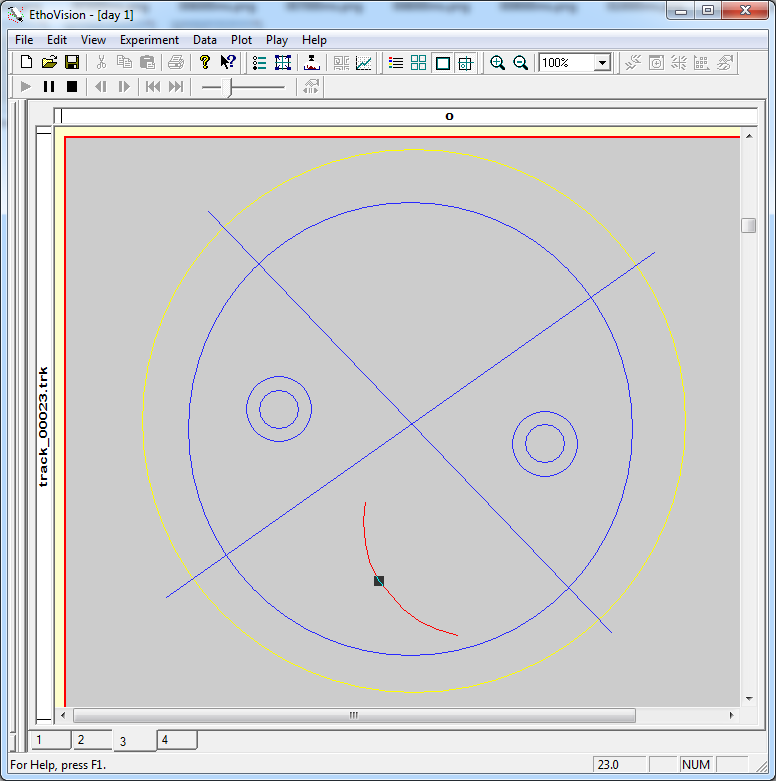 EthoVision - [day 1]
File Edit View Experiment Data Plot Play Help
100%
0
track_00023.trk
1 2 3 4
For Help, press F1. 23.0 NUM